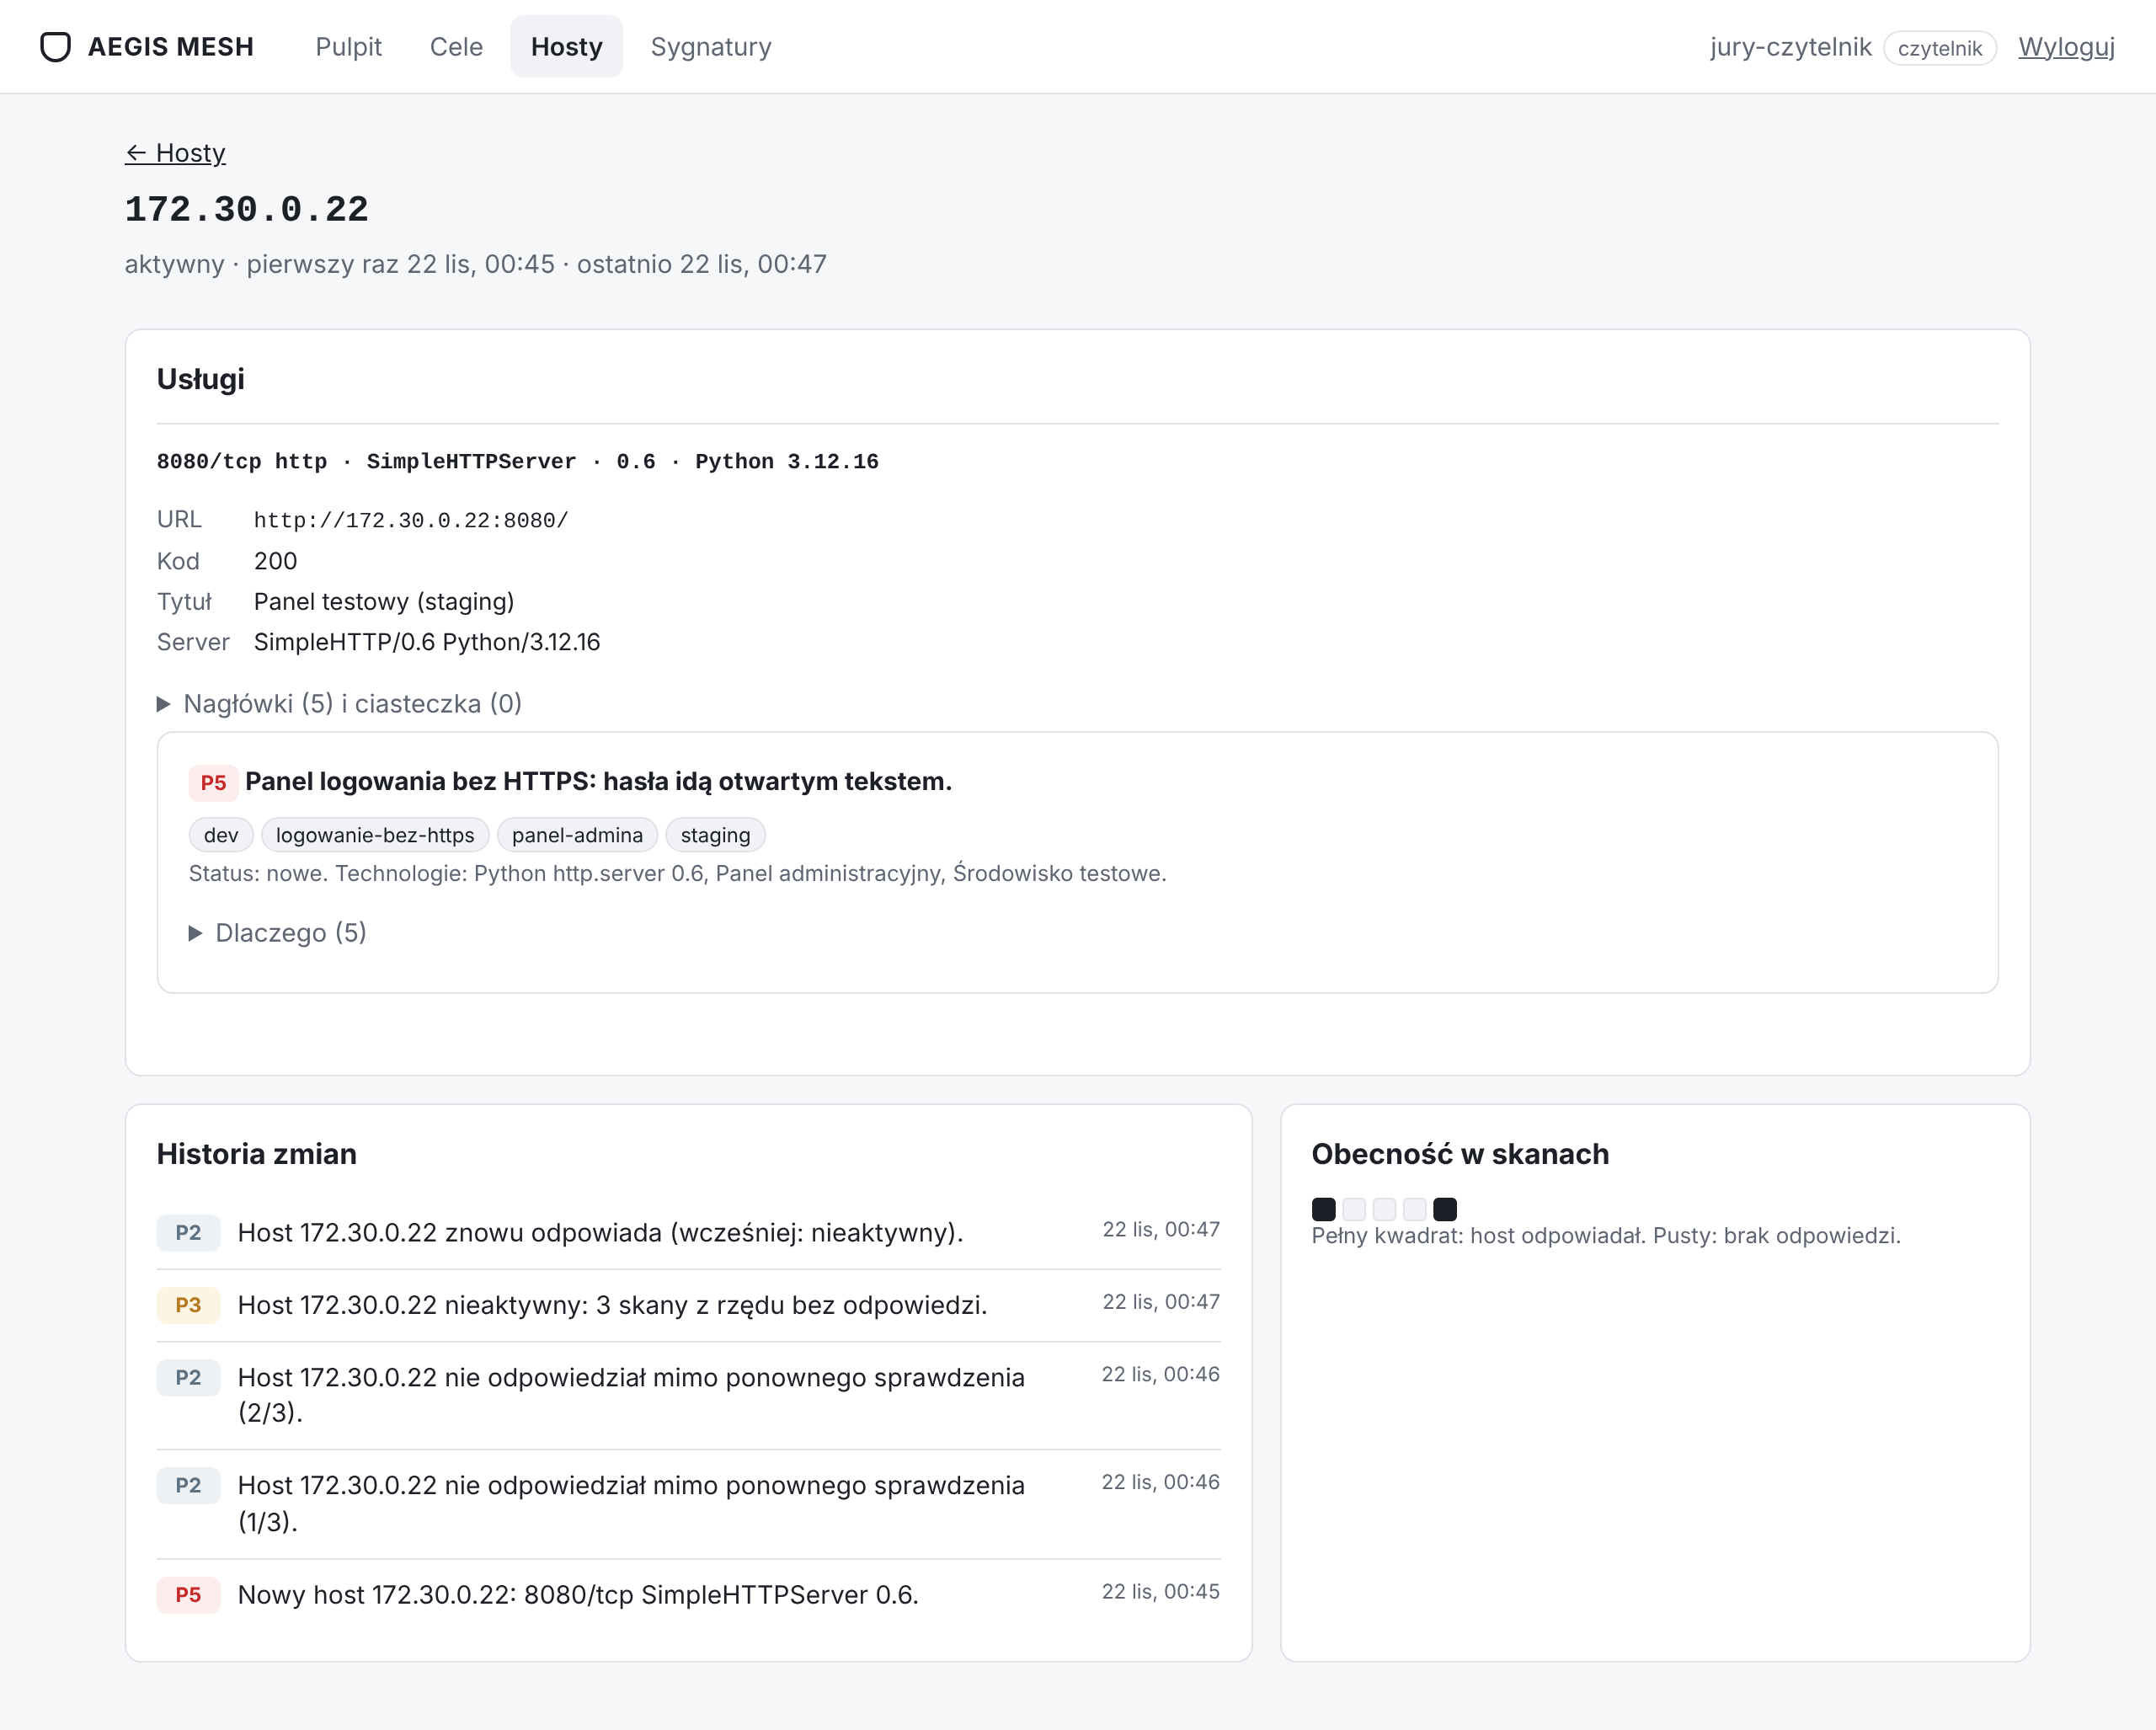 AEGIS MESH
Pulpit
Cele
Hosty
Sygnatury
jury-czytelnik
czytelnik
Wyloguj
← Hosty
172.30.0.22
aktywny · pierwszy raz 22 lis, 00:45 · ostatnio 22 lis, 00:47
Usługi
8080/tcp http · SimpleHTTPServer · 0.6 · Python 3.12.16
URL http://172.30.0.22:8080/
Kod 200
Tytuł Panel testowy (staging)
Server SimpleHTTP/0.6 Python/3.12.16
▶ Nagłówki (5) i ciasteczka (0)
P5 Panel logowania bez HTTPS: hasła idą otwartym tekstem.
dev logowanie-bez-https panel-admina staging
Status: nowe. Technologie: Python http.server 0.6, Panel administracyjny, Środowisko testowe.
▶ Dlaczego (5)
Historia zmian
P2 Host 172.30.0.22 znowu odpowiada (wcześniej: nieaktywny). 22 lis, 00:47
P3 Host 172.30.0.22 nieaktywny: 3 skany z rzędu bez odpowiedzi. 22 lis, 00:47
P2 Host 172.30.0.22 nie odpowiedział mimo ponownego sprawdzenia 22 lis, 00:46
(2/3).
P2 Host 172.30.0.22 nie odpowiedział mimo ponownego sprawdzenia 22 lis, 00:46
(1/3).
P5 Nowy host 172.30.0.22: 8080/tcp SimpleHTTPServer 0.6. 22 lis, 00:45
Obecność w skanach
Pełny kwadrat: host odpowiadał. Pusty: brak odpowiedzi.